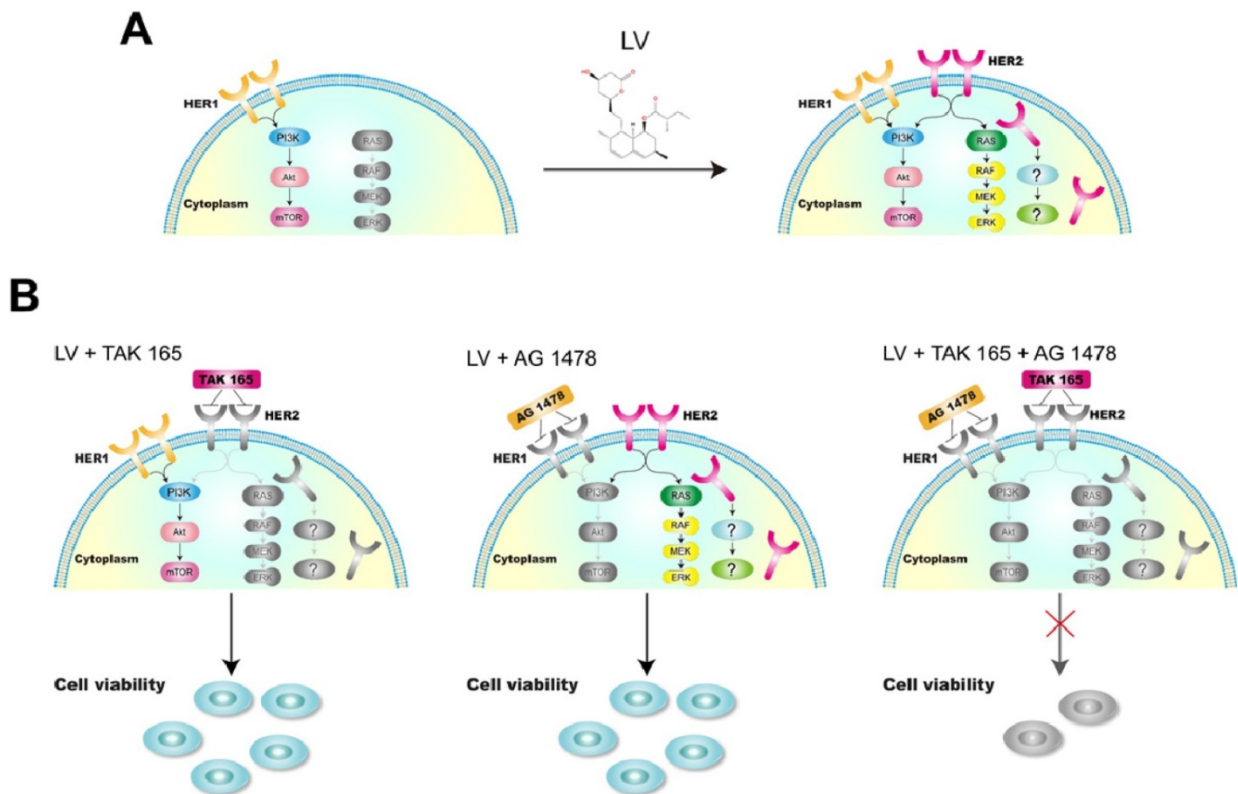 A
LV
HO
O
O
O
O
H
HER1
PI3K
Akt
mTOR
RAS
RAF
MEK
ERK
Cytoplasm
HER1
HER2
PI3K
Akt
mTOR
RAS
RAF
MEK
ERK
?
?
Cytoplasm
B
LV + TAK 165
TAK 165
HER2
HER1
PI3K
Akt
mTOR
RAS
RAF
MEK
ERK
?
?
Cytoplasm
Cell viability
LV + AG 1478
AG 1478
HER2
HER1
PI3K
Akt
mTOR
RAS
RAF
MEK
ERK
?
?
Cytoplasm
Cell viability
LV + TAK 165 + AG 1478
TAK 165
AG 1478
HER2
HER1
PI3K
Akt
mTOR
RAS
RAF
MEK
ERK
?
?
Cytoplasm
Cell viability